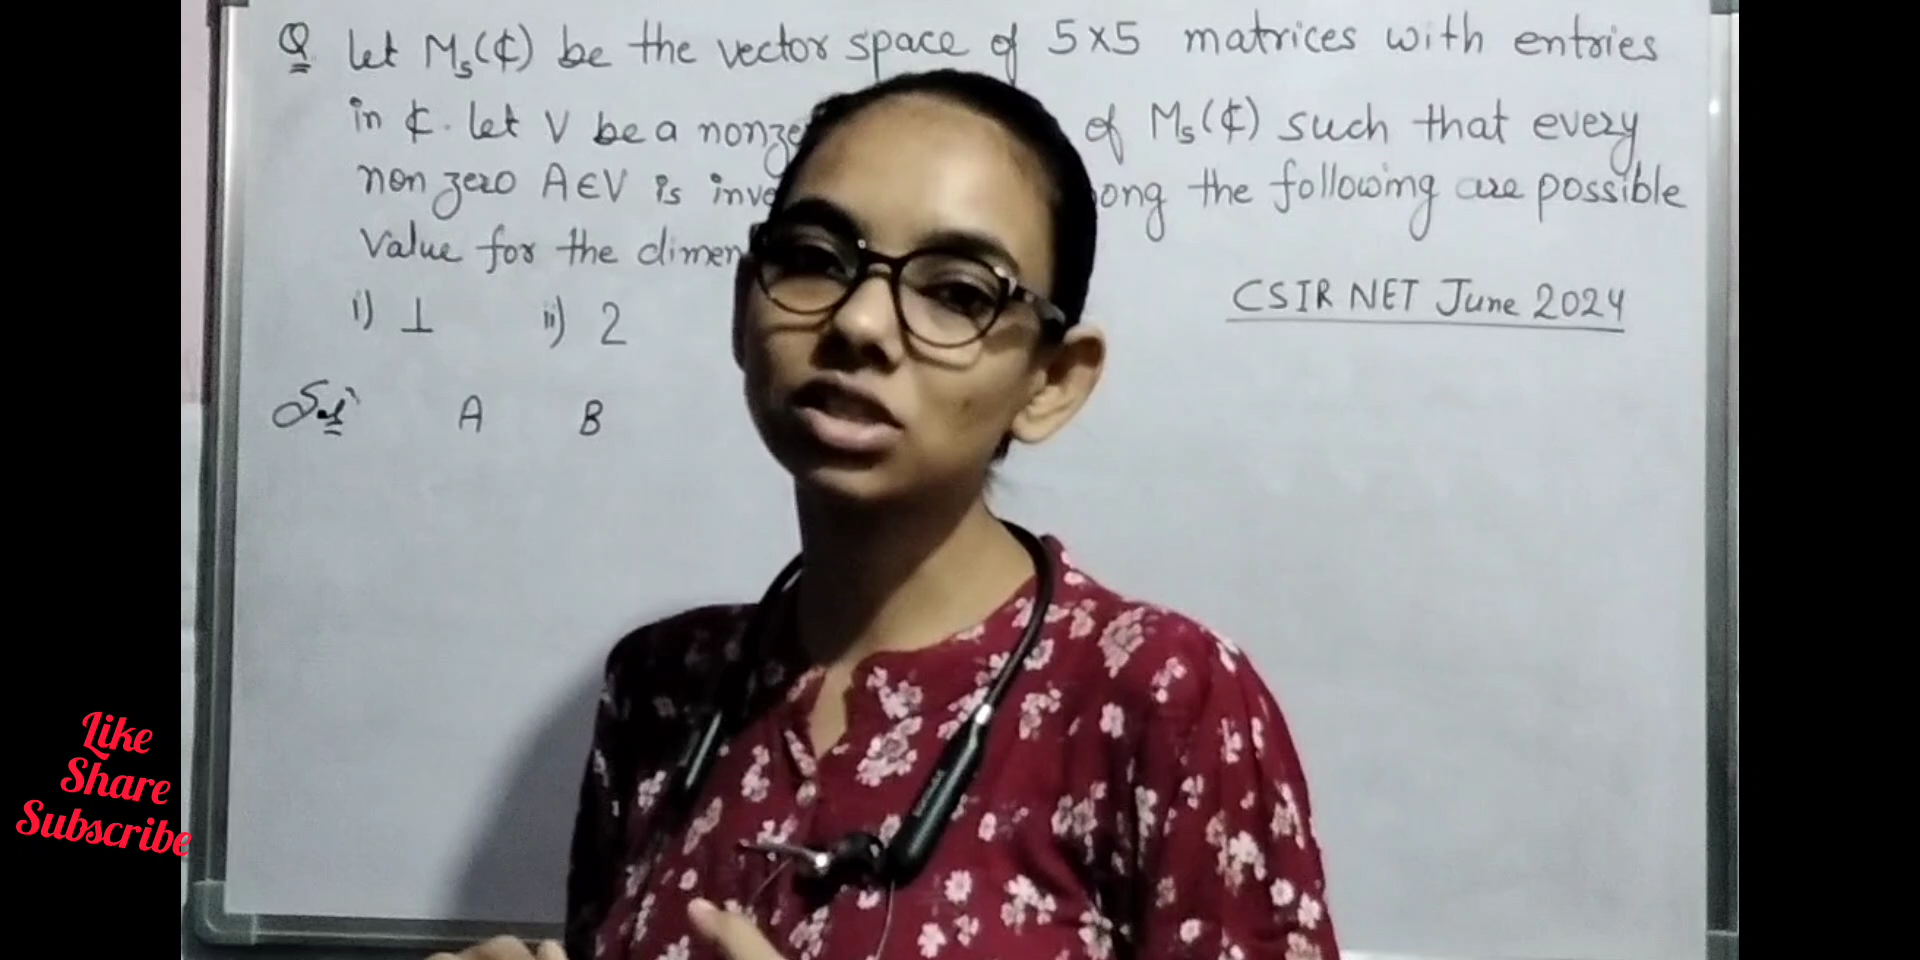 Q Let M₅(ℂ) be the vector space of 5×5 matrices with entries
in ℂ. Let V be a nonze of M₅(ℂ) such that every
non zero A∈V is inve ong the following are possible
Value for the dimen
i) 1 ii) 2
CSIR NET June 2024
Sol A B
Like
Share
Subscribe